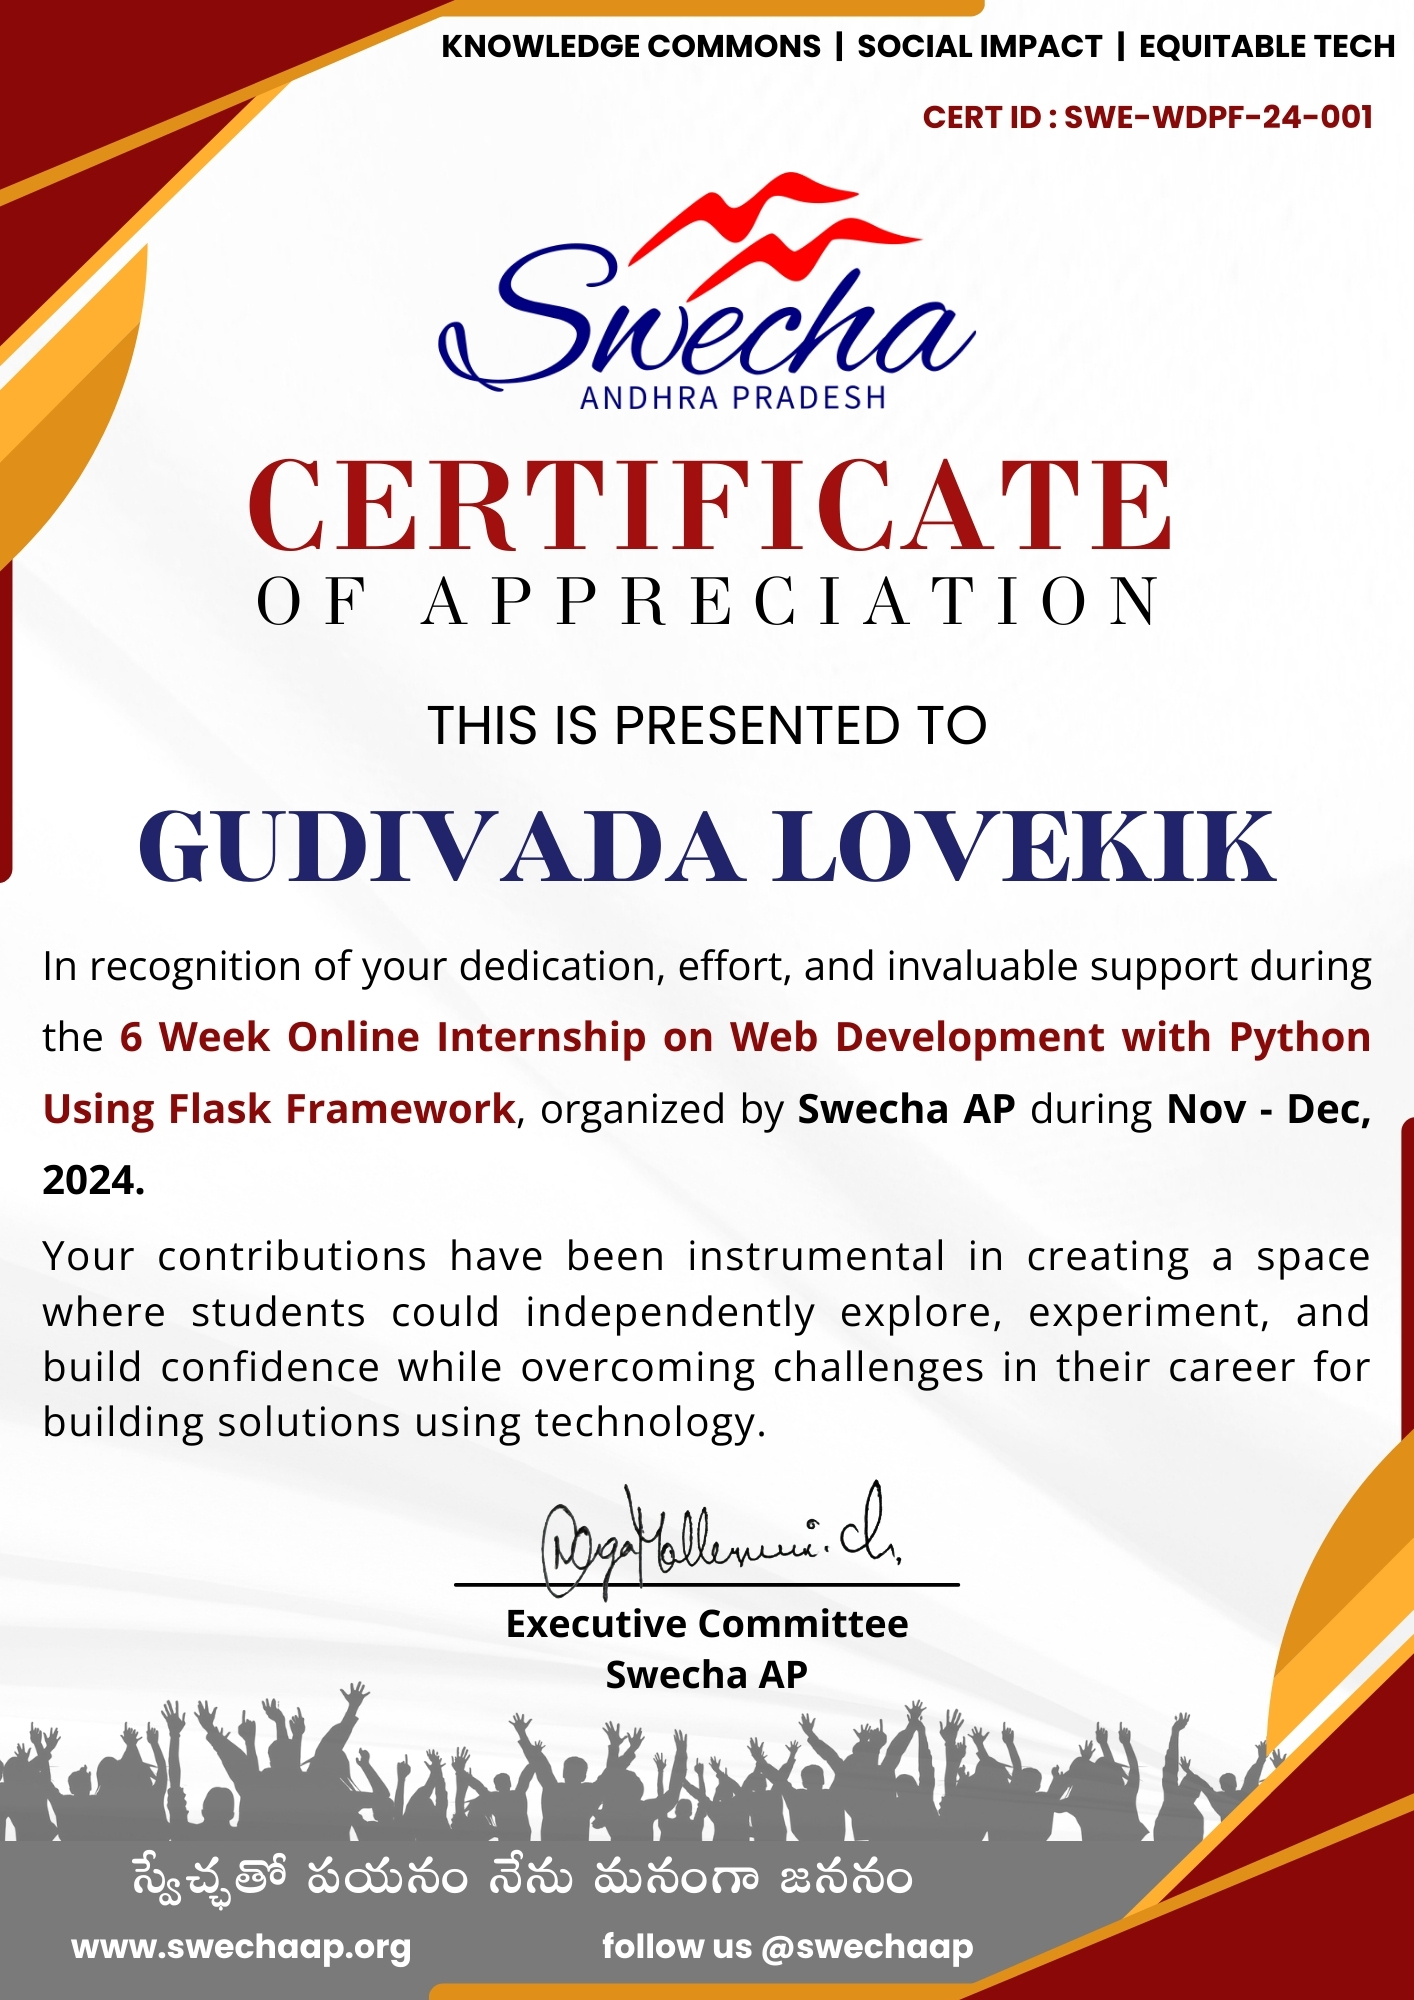 KNOWLEDGE COMMONS | SOCIAL IMPACT | EQUITABLE TECH
CERT ID : SWE-WDPF-24-001
Swecha
ANDHRA PRADESH
CERTIFICATE
OF APPRECIATION
THIS IS PRESENTED TO
GUDIVADA LOVEKIK
In recognition of your dedication, effort, and invaluable support during
the 6 Week Online Internship on Web Development with Python
Using Flask Framework, organized by Swecha AP during Nov - Dec,
2024.
Your contributions have been instrumental in creating a space
where students could independently explore, experiment, and
build confidence while overcoming challenges in their career for
building solutions using technology.
Executive Committee
Swecha AP
స్వేచ్ఛతో పయనం నేను మనంగా జననం
www.swechaap.org follow us @swechaap